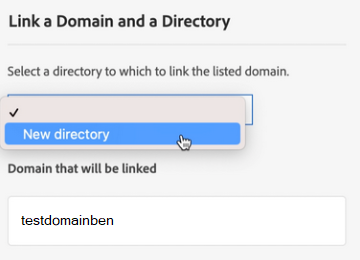 Link a Domain and a Directory
Select a directory to which to link the listed domain.
✓
New directory
Domain that will be linked
testdomainben